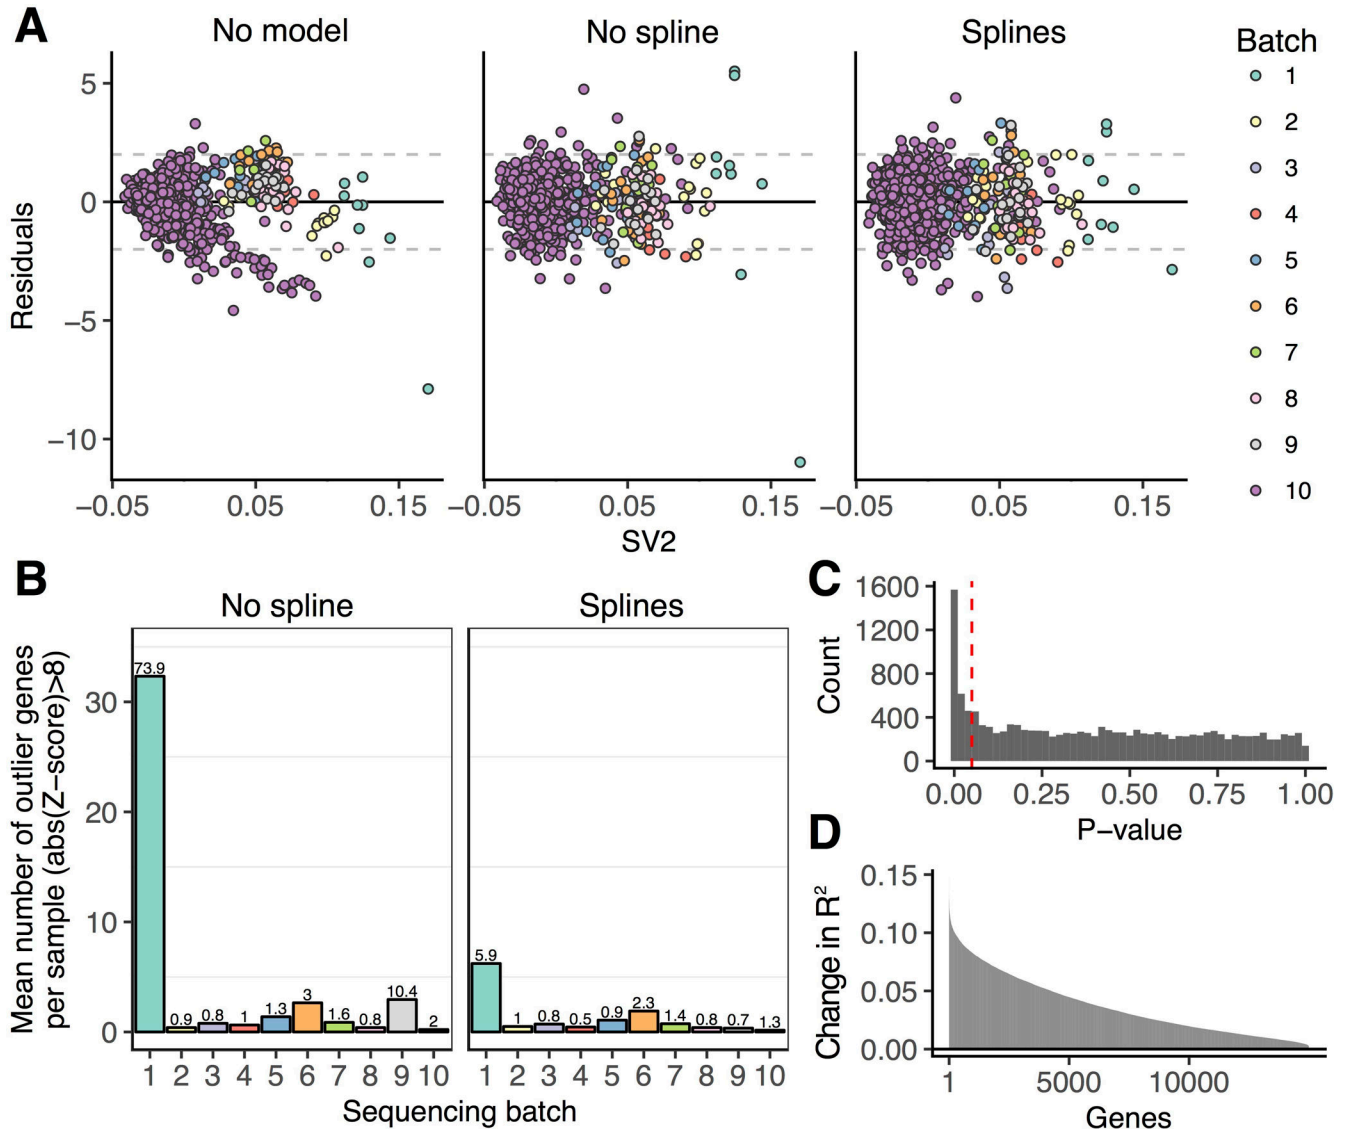 A
No model
No spline
Splines
Batch
1
2
3
4
5
6
7
8
9
10
Residuals
5
0
−5
−10
−0.05 0.05 0.15
−0.05 0.05 0.15
−0.05 0.05 0.15
SV2
B
No spline
Splines
Mean number of outlier genes
per sample (abs(Z−score)>8)
30
20
10
0
73.9 0.9 0.8 1 1.3 3 1.6 0.8 10.4 2
5.9 1 0.8 0.5 0.9 2.3 1.4 0.8 0.7 1.3
1 2 3 4 5 6 7 8 9 10
1 2 3 4 5 6 7 8 9 10
Sequencing batch
C
Count
1600
1200
800
400
0
0.00 0.25 0.50 0.75 1.00
P−value
D
Change in R²
0.15
0.10
0.05
0.00
1 5000 10000
Genes